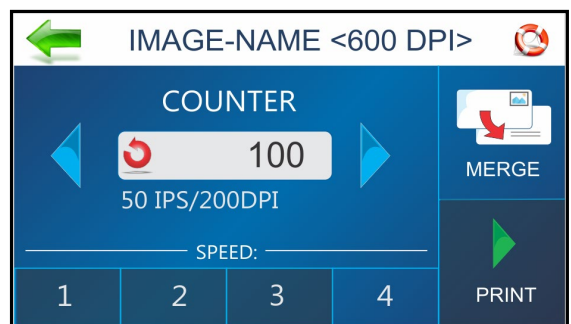 IMAGE-NAME <600 DPI>
COUNTER
100
50 IPS/200DPI
MERGE
SPEED:
1 2 3 4
PRINT